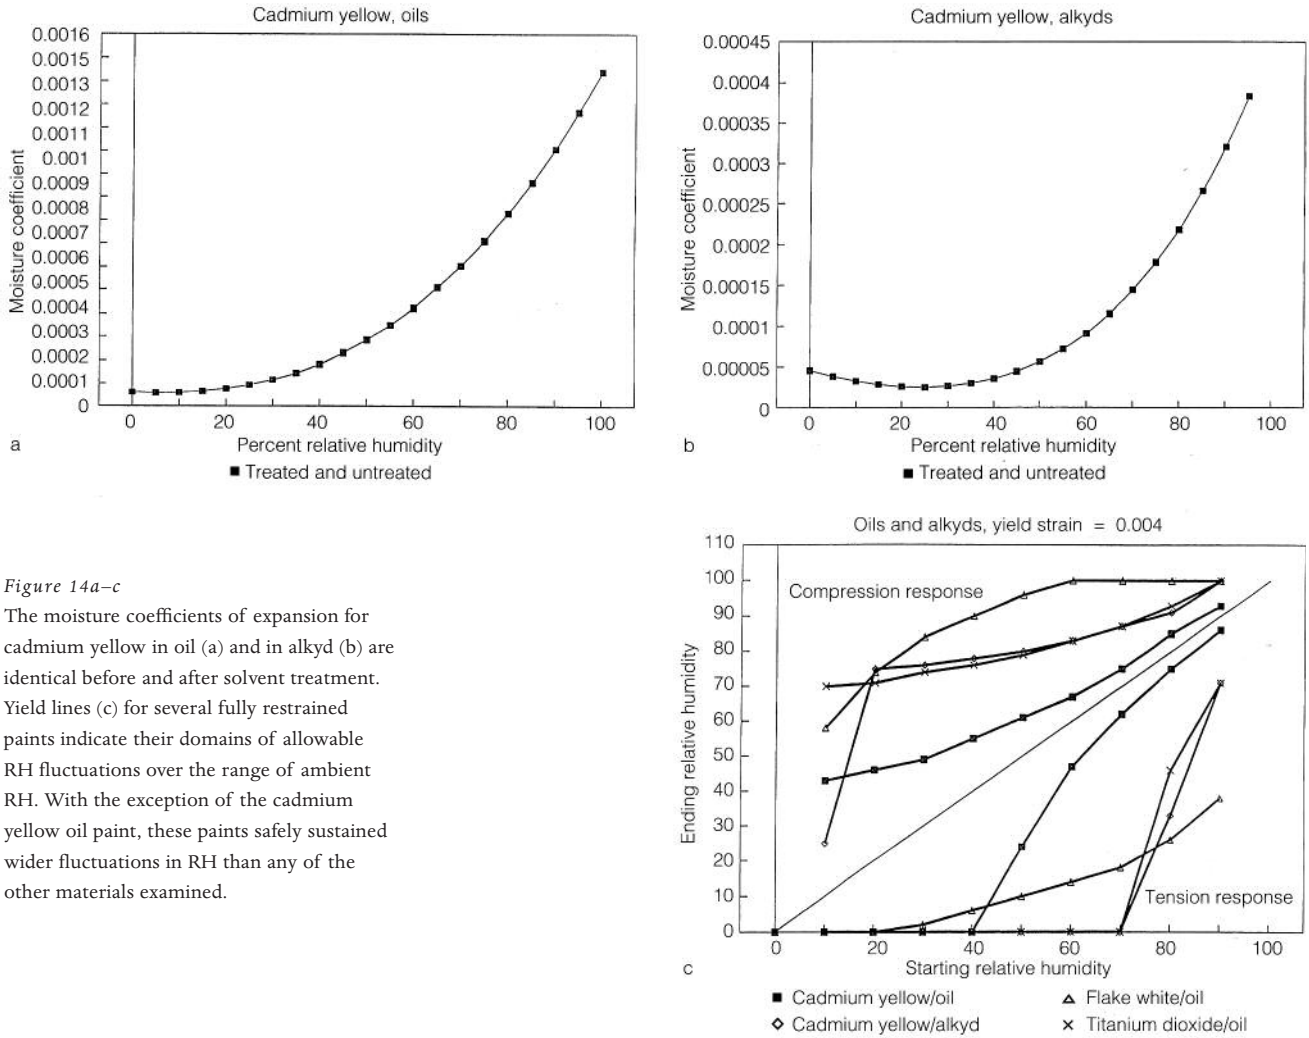 Cadmium yellow, oils
0.0016
0.0015
0.0013
0.0012
0.0011
0.001
0.0009
0.0008
0.0007
0.0006
0.0005
0.0004
0.0003
0.0002
0.0001
0
Moisture coefficient
0 20 40 60 80 100
Percent relative humidity
a
Treated and untreated
Cadmium yellow, alkyds
0.00045
0.0004
0.00035
0.0003
0.00025
0.0002
0.00015
0.0001
0.00005
0
Moisture coefficient
0 20 40 60 80 100
Percent relative humidity
b
Treated and untreated
Figure 14a–c
The moisture coefficients of expansion for
cadmium yellow in oil (a) and in alkyd (b) are
identical before and after solvent treatment.
Yield lines (c) for several fully restrained
paints indicate their domains of allowable
RH fluctuations over the range of ambient
RH. With the exception of the cadmium
yellow oil paint, these paints safely sustained
wider fluctuations in RH than any of the
other materials examined.
Oils and alkyds, yield strain = 0.004
110
100
90
80
70
60
50
40
30
20
10
0
Ending relative humidity
Compression response
Tension response
0 20 40 60 80 100
Starting relative humidity
c
Cadmium yellow/oil
Flake white/oil
Cadmium yellow/alkyd
Titanium dioxide/oil